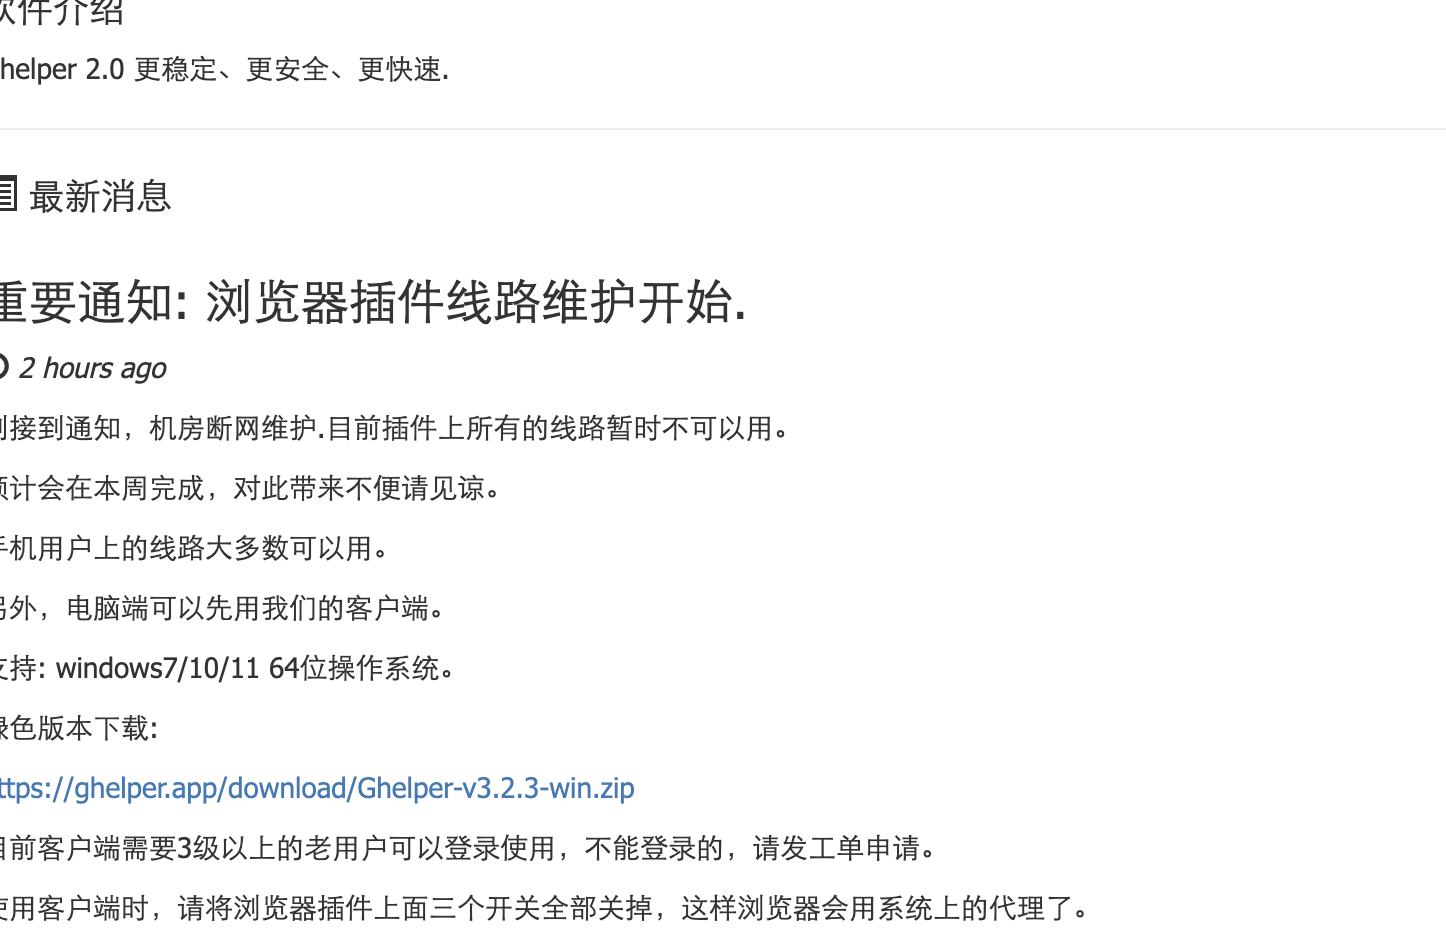 软件介绍
helper 2.0 更稳定、更安全、更快速.
最新消息
重要通知: 浏览器插件线路维护开始.
2 hours ago
刚接到通知，机房断网维护.目前插件上所有的线路暂时不可以用。
预计会在本周完成，对此带来不便请见谅。
手机用户上的线路大多数可以用。
另外，电脑端可以先用我们的客户端。
支持: windows7/10/11 64位操作系统。
绿色版本下载:
ttps://ghelper.app/download/Ghelper-v3.2.3-win.zip
目前客户端需要3级以上的老用户可以登录使用，不能登录的，请发工单申请。
使用客户端时，请将浏览器插件上面三个开关全部关掉，这样浏览器会用系统上的代理了。